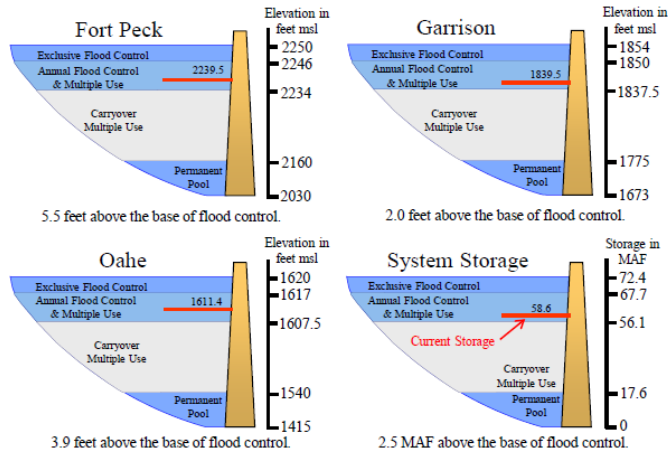 Fort Peck
Elevation in
feet msl
2250
2246
2234
2160
2030
Exclusive Flood Control
Annual Flood Control
& Multiple Use
2239.5
Carryover
Multiple Use
Permanent
Pool
5.5 feet above the base of flood control.
Garrison
Elevation in
feet msl
1854
1850
1837.5
1775
1673
Exclusive Flood Control
Annual Flood Control
& Multiple Use
1839.5
Carryover
Multiple Use
Permanent
Pool
2.0 feet above the base of flood control.
Oahe
Elevation in
feet msl
1620
1617
1607.5
1540
1415
Exclusive Flood Control
Annual Flood Control
& Multiple Use
1611.4
Carryover
Multiple Use
Permanent
Pool
3.9 feet above the base of flood control.
System Storage
Storage in
MAF
72.4
67.7
56.1
17.6
0
Exclusive Flood Control
Annual Flood Control
& Multiple Use
58.6
Current Storage
Carryover
Multiple Use
Permanent
Pool
2.5 MAF above the base of flood control.